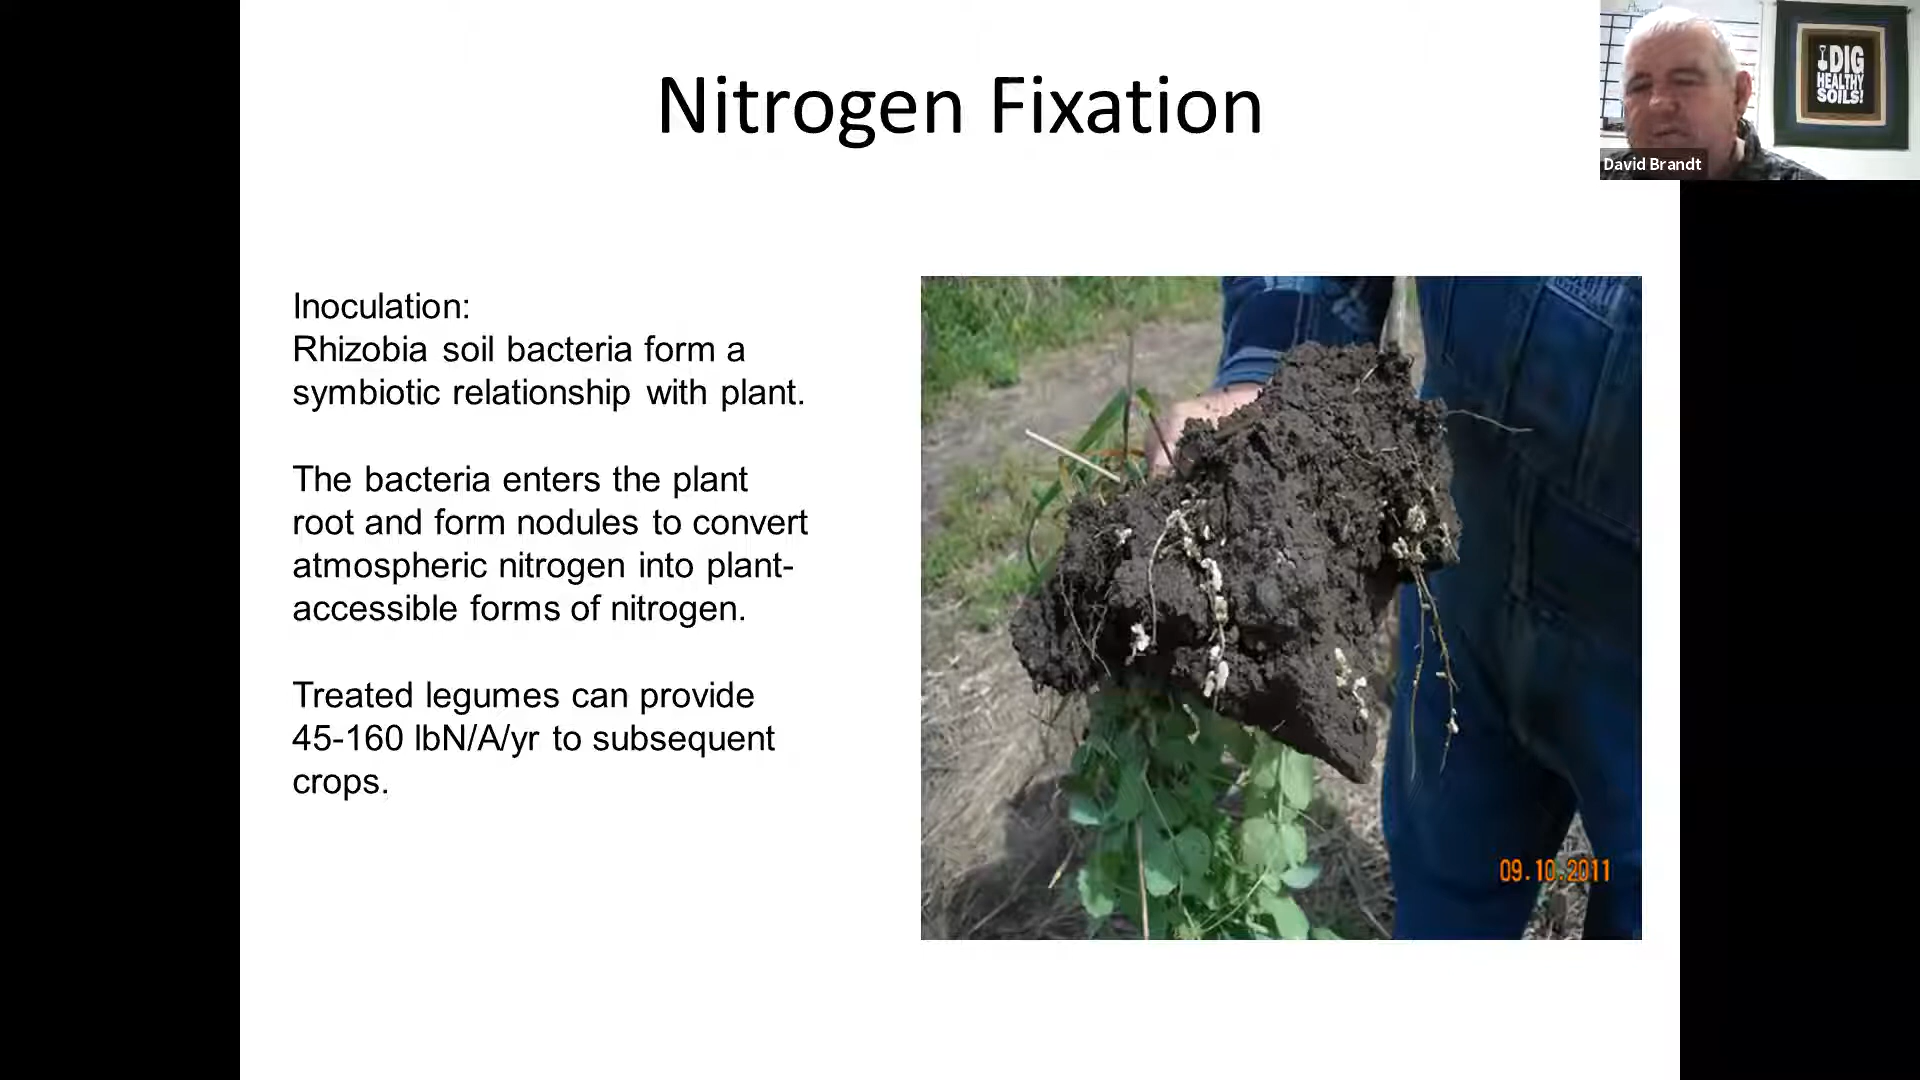 Nitrogen Fixation
DIG
HEALTHY
SOILS!
David Brandt
Inoculation:
Rhizobia soil bacteria form a
symbiotic relationship with plant.
The bacteria enters the plant
root and form nodules to convert
atmospheric nitrogen into plant-
accessible forms of nitrogen.
Treated legumes can provide
45-160 lbN/A/yr to subsequent
crops.
09.10.2011